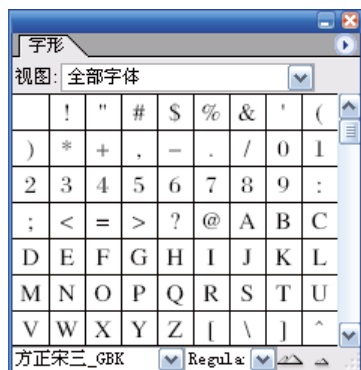 字形
视图: 全部字体
! " # $ % & ' (
) * + , – . / 0 1
2 3 4 5 6 7 8 9 :
; < = > ? @ A B C
D E F G H I J K L
M N O P Q R S T U
V W X Y Z [ \ ] ^
方正宋三_GBK Regula